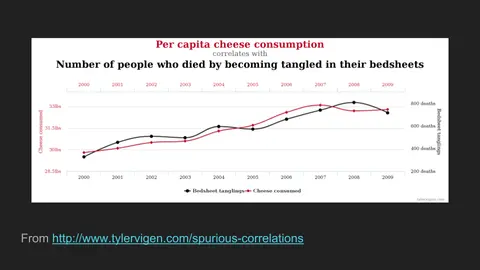 Per capita cheese consumption
correlates with
Number of people who died by becoming tangled in their bedsheets
2000 2001 2002 2003 2004 2005 2006 2007 2008 2009
33lbs
31.5lbs
30lbs
28.5lbs
Cheese consumed
800 deaths
600 deaths
400 deaths
200 deaths
Bedsheet tanglings
2000 2001 2002 2003 2004 2005 2006 2007 2008 2009
Bedsheet tanglings Cheese consumed
tylervigen.com
From http://www.tylervigen.com/spurious-correlations